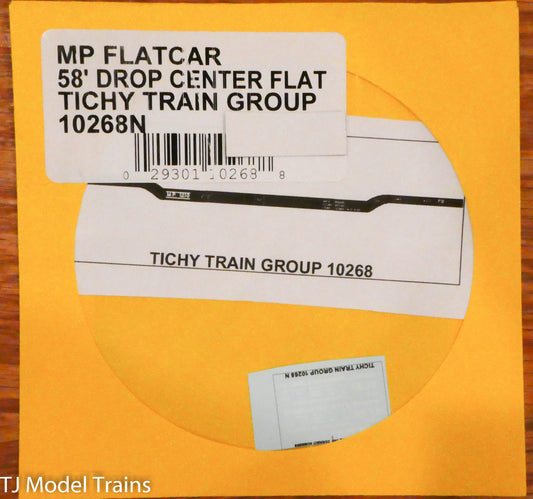 MP FLATCAR
58' DROP CENTER FLAT
TICHY TRAIN GROUP
10268N
0 29301 10268 8
TICHY TRAIN GROUP 10268
TICHY TRAIN GROUP 10268 N
TJ Model Trains